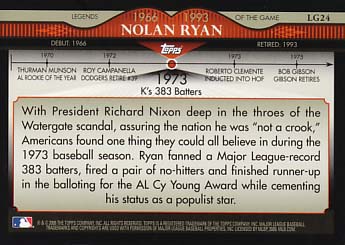 LEGENDS 1966 1993 OF THE GAME LG24
NOLAN RYAN
DEBUT: 1966 Topps RETIRED: 1993
1970 1972 1973 1975
THURMAN MUNSON ROY CAMPANELLA ROBERTO CLEMENTE BOB GIBSON
AL ROOKIE OF THE YEAR DODGERS RETIRE #39 INDUCTED INTO HOF GIBSON RETIRES
1973
K's 383 Batters
With President Richard Nixon deep in the throes of the
Watergate scandal, assuring the nation he was “not a crook,”
Americans found one thing they could all believe in during the
1973 baseball season. Ryan fanned a Major League-record
383 batters, fired a pair of no-hitters and finished runner-up
in the balloting for the AL Cy Young Award while cementing
his status as a populist star.